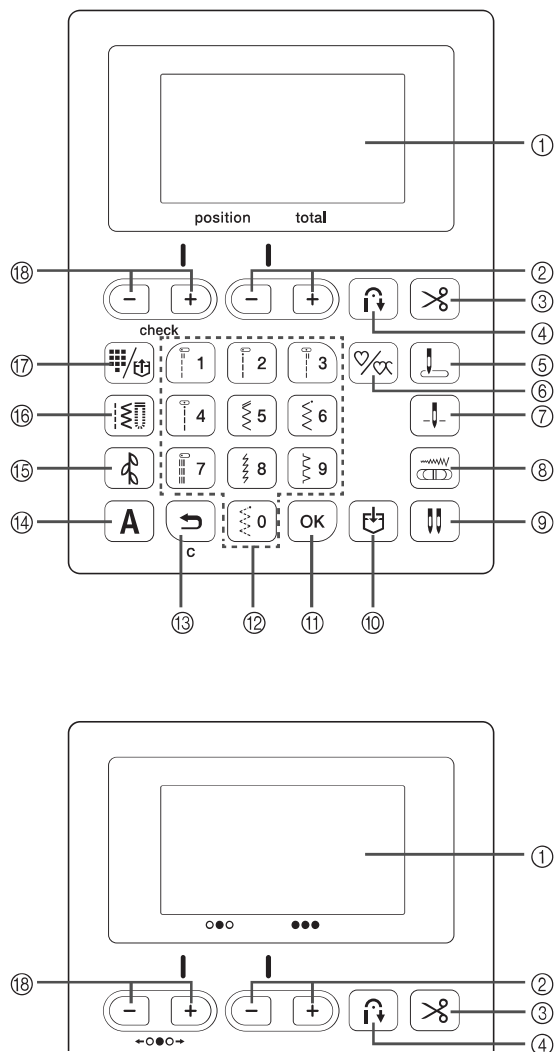 ①
position total
⑱ − + − + ②
③
④
check
⑰ 1 2 3 ⑤
⑥
⑯ 4 5 6 ⑦
⑮ 7 8 9 ⑧
⑭ A 0 OK ⑨
c
⑬ ⑫ ⑪ ⑩
①
⑱ − + − + ②
③
④